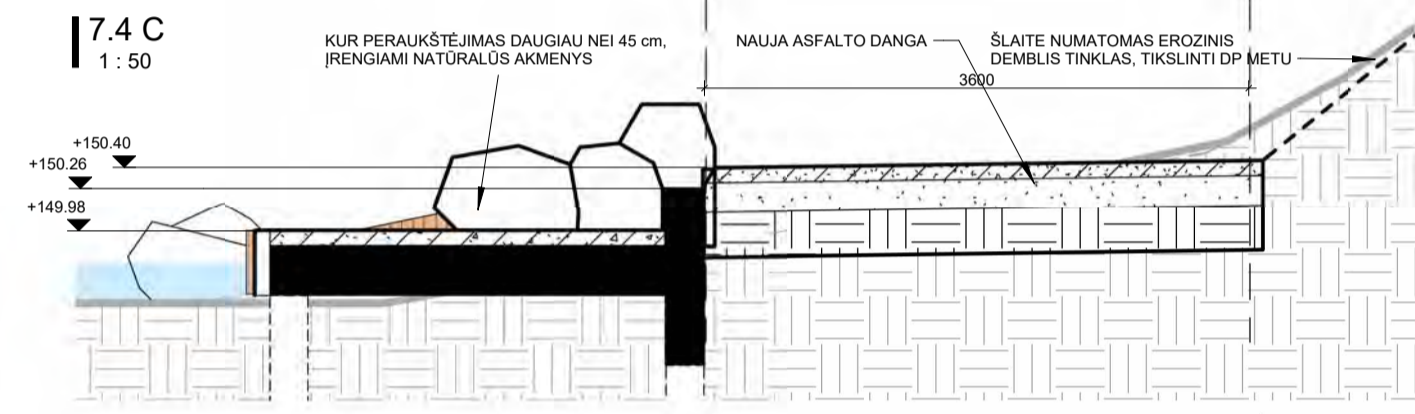 7.4 C
1 : 50
KUR PERAUKŠTĖJIMAS DAUGIAU NEI 45 cm,
ĮRENGIAMI NATŪRALŪS AKMENYS
NAUJA ASFALTO DANGA
ŠLAITE NUMATOMAS EROZINIS
DEMBLIS TINKLAS, TIKSLINTI DP METU
3600
+150.40
+150.26
+149.98